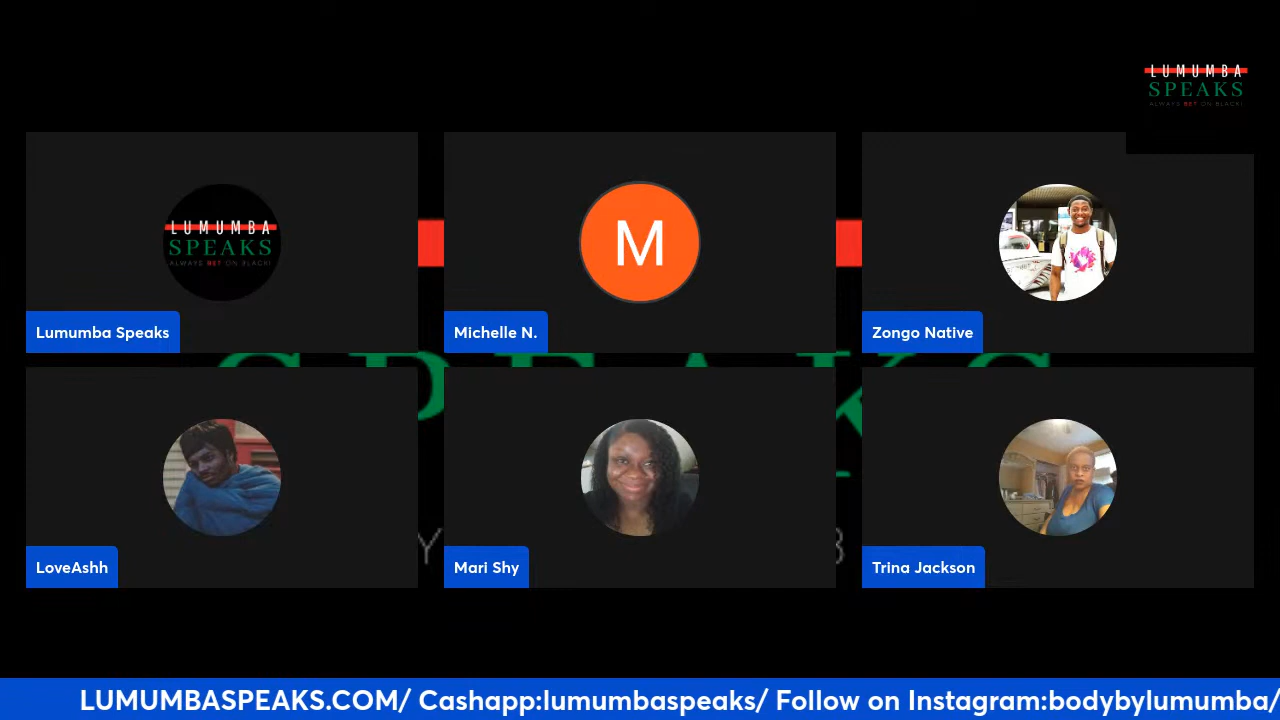 LUMUMBA
SPEAKS
ALWAYS BET ON BLACK!
LUMUMBA
SPEAKS
ALWAYS BET ON BLACK!
M
Lumumba Speaks
Michelle N.
Zongo Native
SPEAKS
LoveAshh
Mari Shy
Trina Jackson
LUMUMBASPEAKS.COM/ Cashapp:lumumbaspeaks/ Follow on Instagram:bodybylumumba/